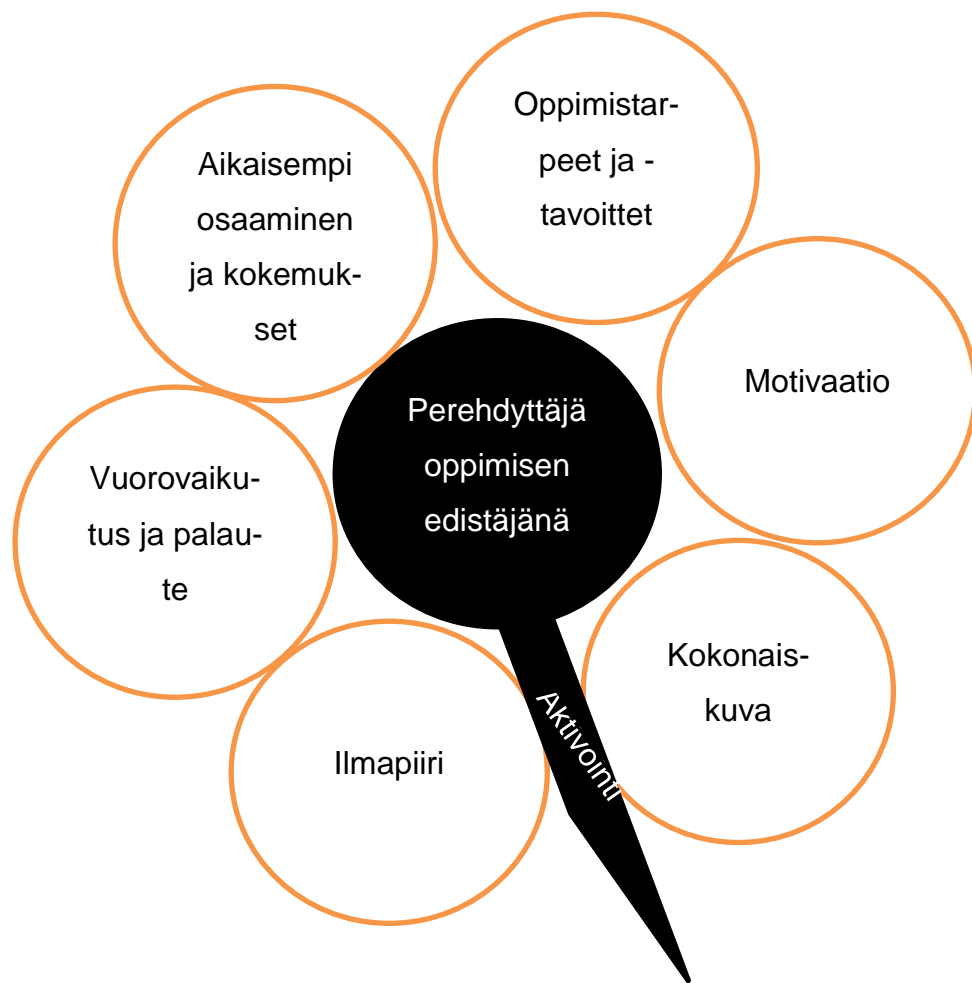 Oppimistar-
peet ja -
tavoittet
Aikaisempi
osaaminen
ja kokemuk-
set
Motivaatio
Perehdyttäjä
oppimisen
edistäjänä
Vuorovaiku-
tus ja palau-
te
Kokonais-
kuva
Ilmapiiri
Aktivointi